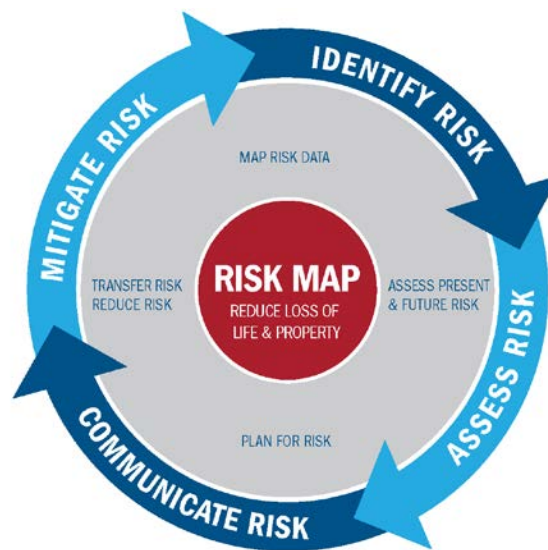 IDENTIFY RISK
MITIGATE RISK
MAP RISK DATA
TRANSFER RISK
REDUCE RISK
RISK MAP
REDUCE LOSS OF
LIFE & PROPERTY
ASSESS PRESENT
& FUTURE RISK
ASSESS RISK
PLAN FOR RISK
COMMUNICATE RISK